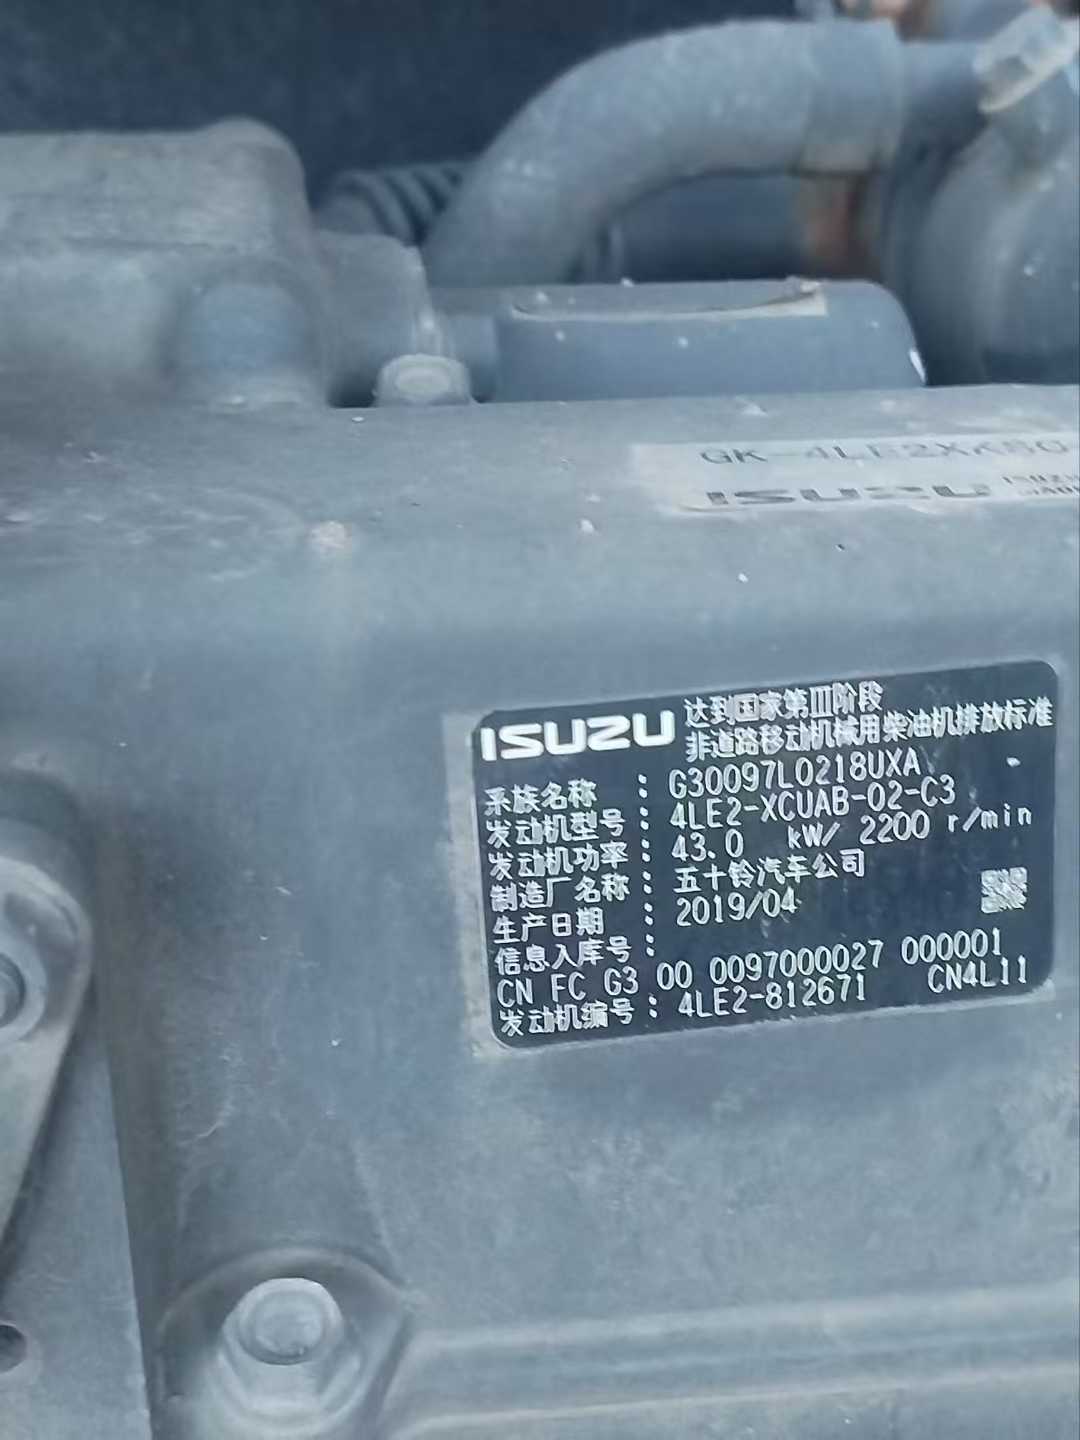 ISUZU
ISUZU
达到国家第Ⅲ阶段
非道路移动机械用柴油机排放标准
系族名称 : G30097L0218UXA
发动机型号 : 4LE2-XCUAB-02-C3
发动机功率 : 43.0 kW/ 2200 r/min
制造厂名称 : 五十铃汽车公司
生产日期 : 2019/04
信息入库号 :
CN FC G3 00 0097000027 000001
发动机编号 : 4LE2-812671 CN4L11